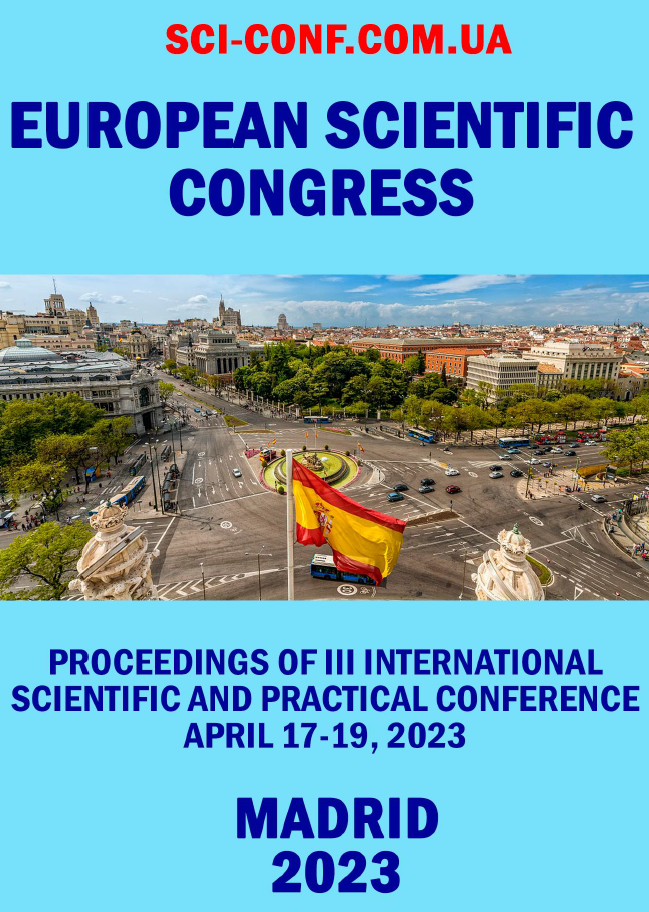 SCI-CONF.COM.UA
EUROPEAN SCIENTIFIC
CONGRESS
PROCEEDINGS OF III INTERNATIONAL
SCIENTIFIC AND PRACTICAL CONFERENCE
APRIL 17-19, 2023
MADRID
2023